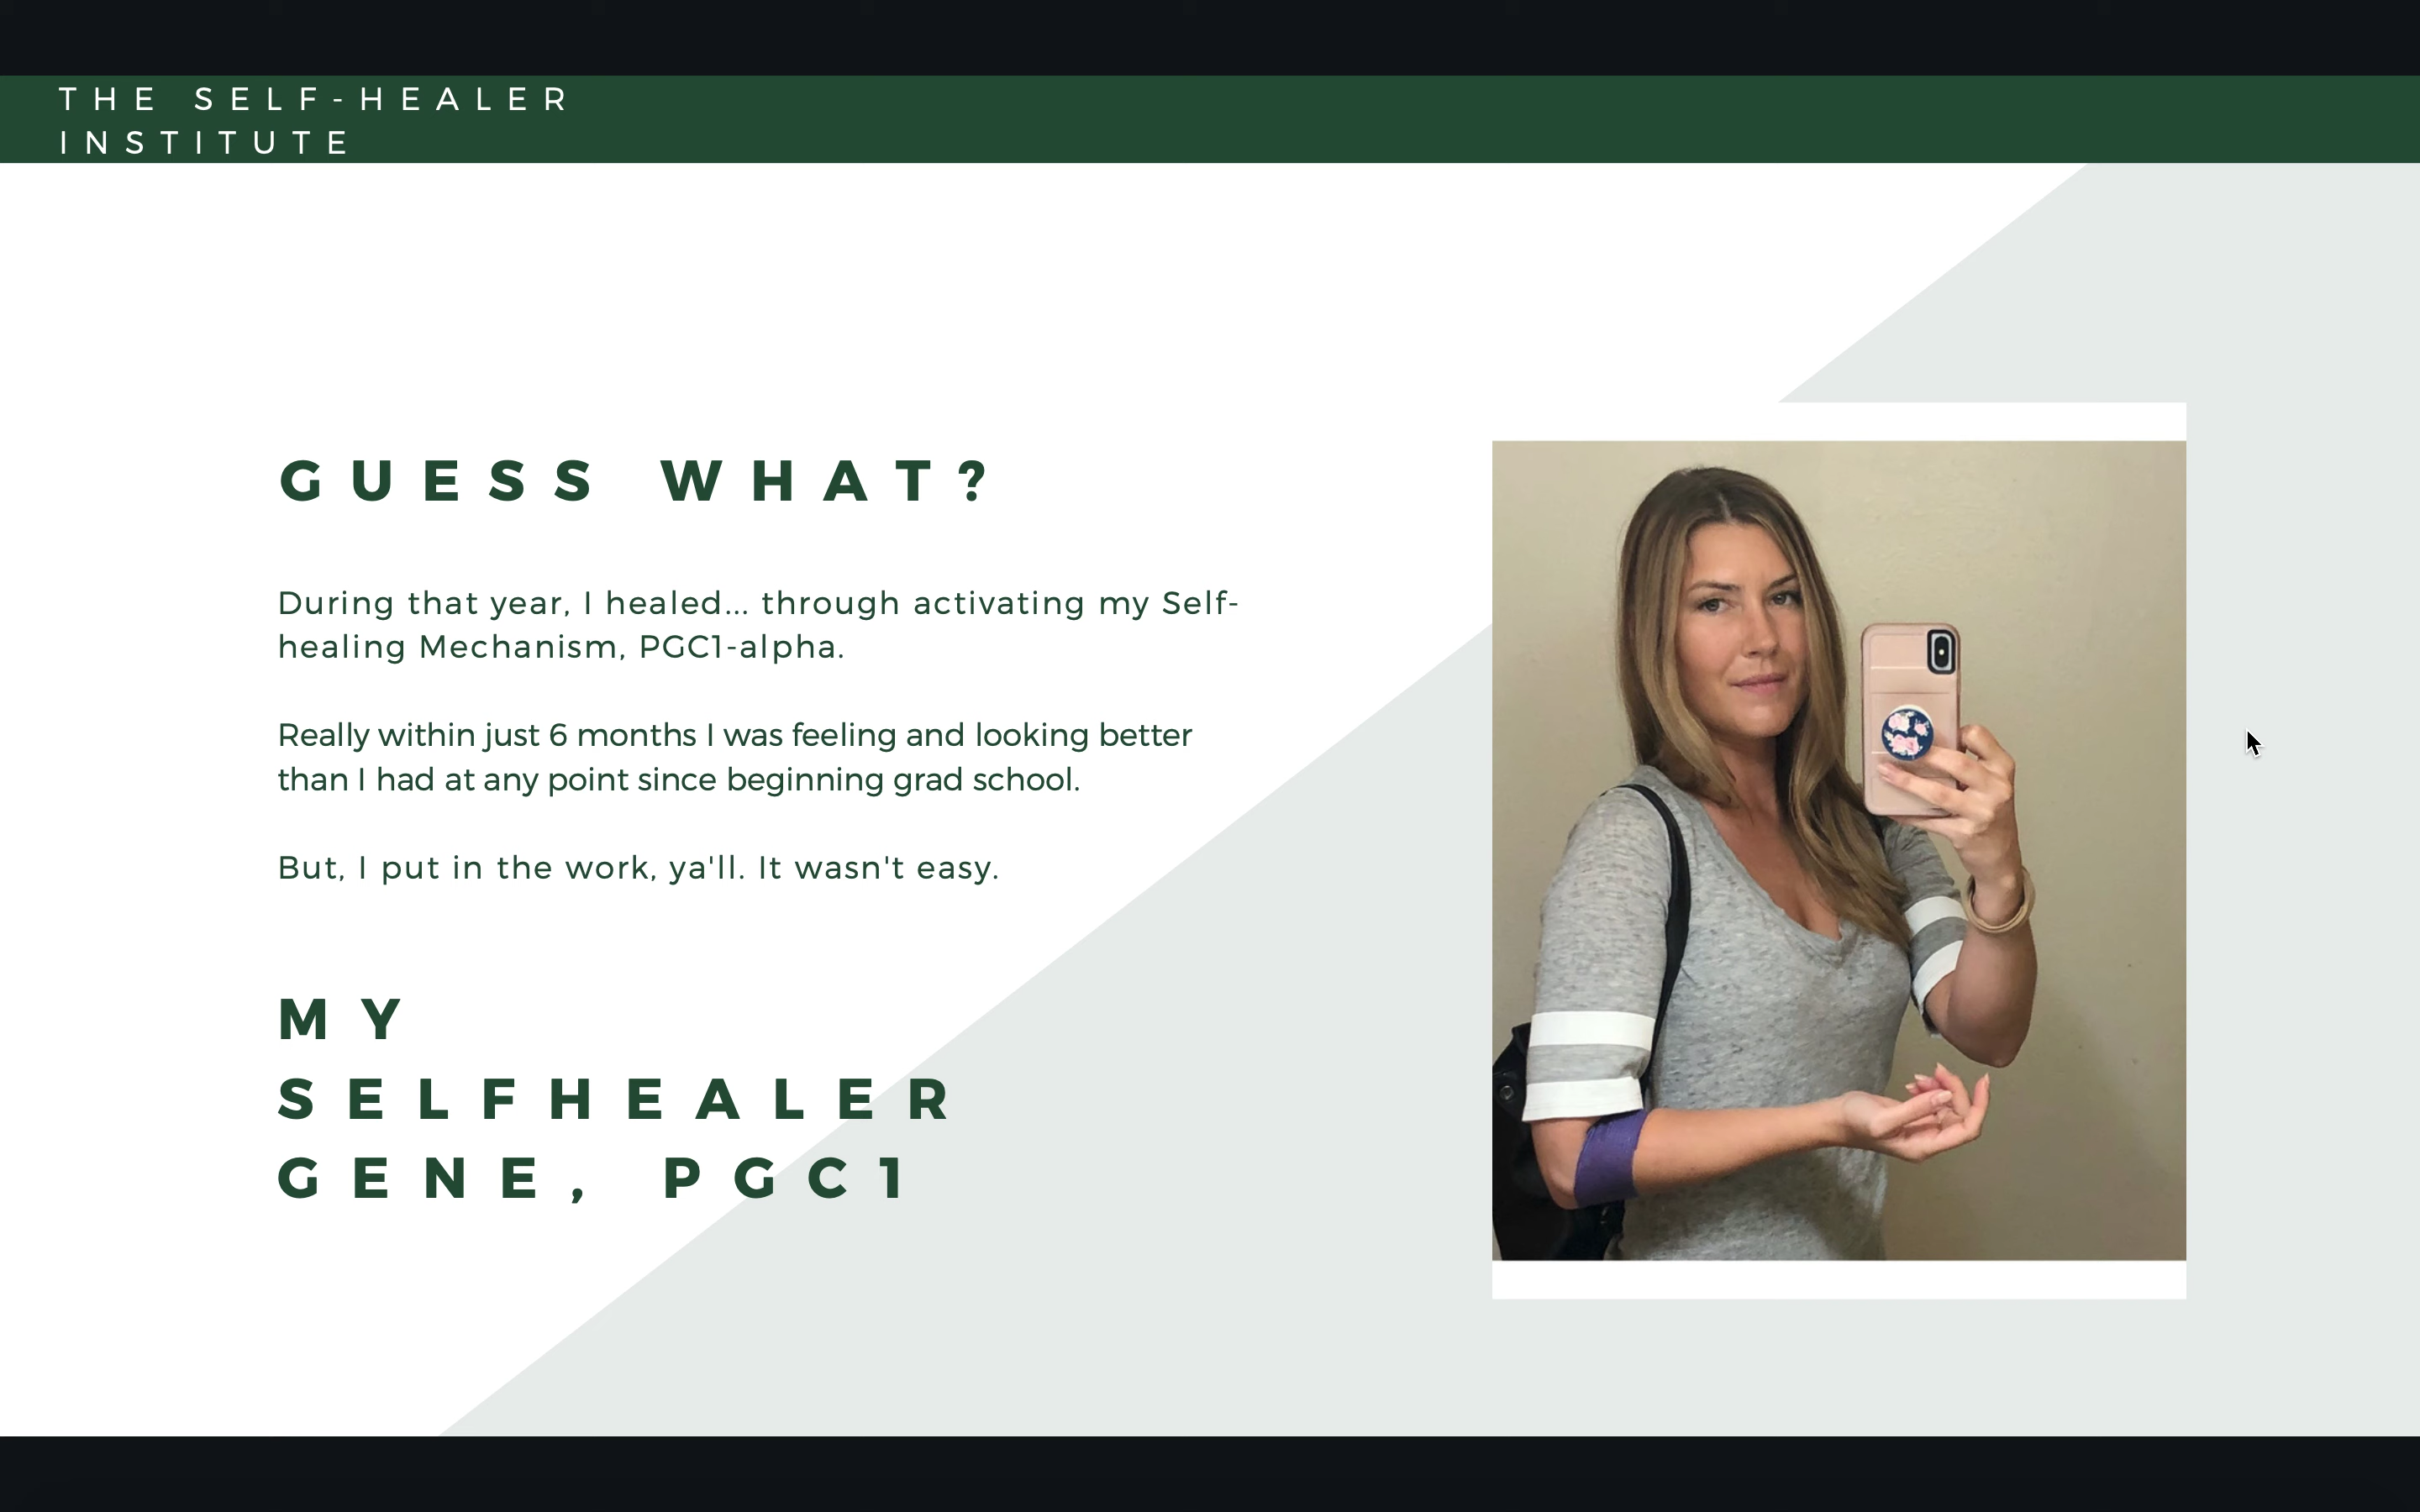 THE SELF-HEALER
INSTITUTE
GUESS WHAT?
During that year, I healed... through activating my Self-
healing Mechanism, PGC1-alpha.
Really within just 6 months I was feeling and looking better
than I had at any point since beginning grad school.
But, I put in the work, ya'll. It wasn't easy.
MY
SELFHEALER
GENE, PGC1